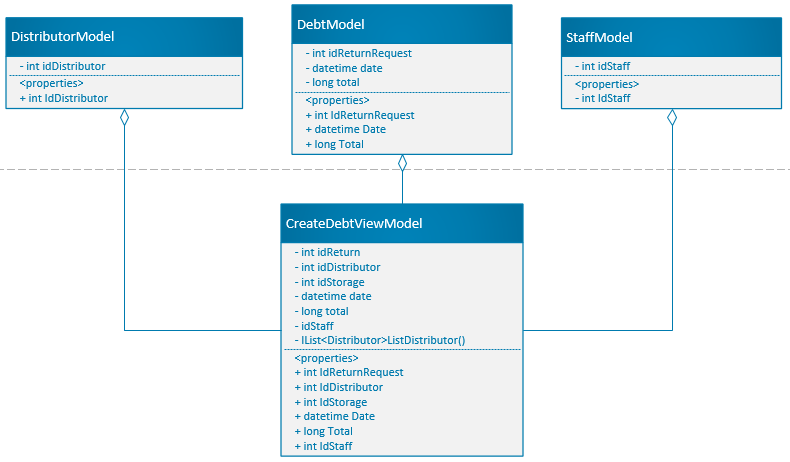 DistributorModel
- int idDistributor
<properties>
+ int IdDistributor
DebtModel
- int idReturnRequest
- datetime date
- long total
<properties>
+ int IdReturnRequest
+ datetime Date
+ long Total
StaffModel
- int idStaff
<properties>
- int IdStaff
CreateDebtViewModel
- int idReturn
- int idDistributor
- int idStorage
- datetime date
- long total
- idStaff
- IList<Distributor>ListDistributor()
<properties>
+ int IdReturnRequest
+ int IdDistributor
+ int IdStorage
+ datetime Date
+ long Total
+ int IdStaff